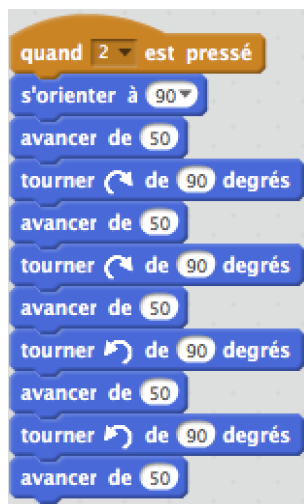 quand 2 est pressé
s'orienter à 90
avancer de 50
tourner de 90 degrés
avancer de 50
tourner de 90 degrés
avancer de 50
tourner de 90 degrés
avancer de 50
tourner de 90 degrés
avancer de 50